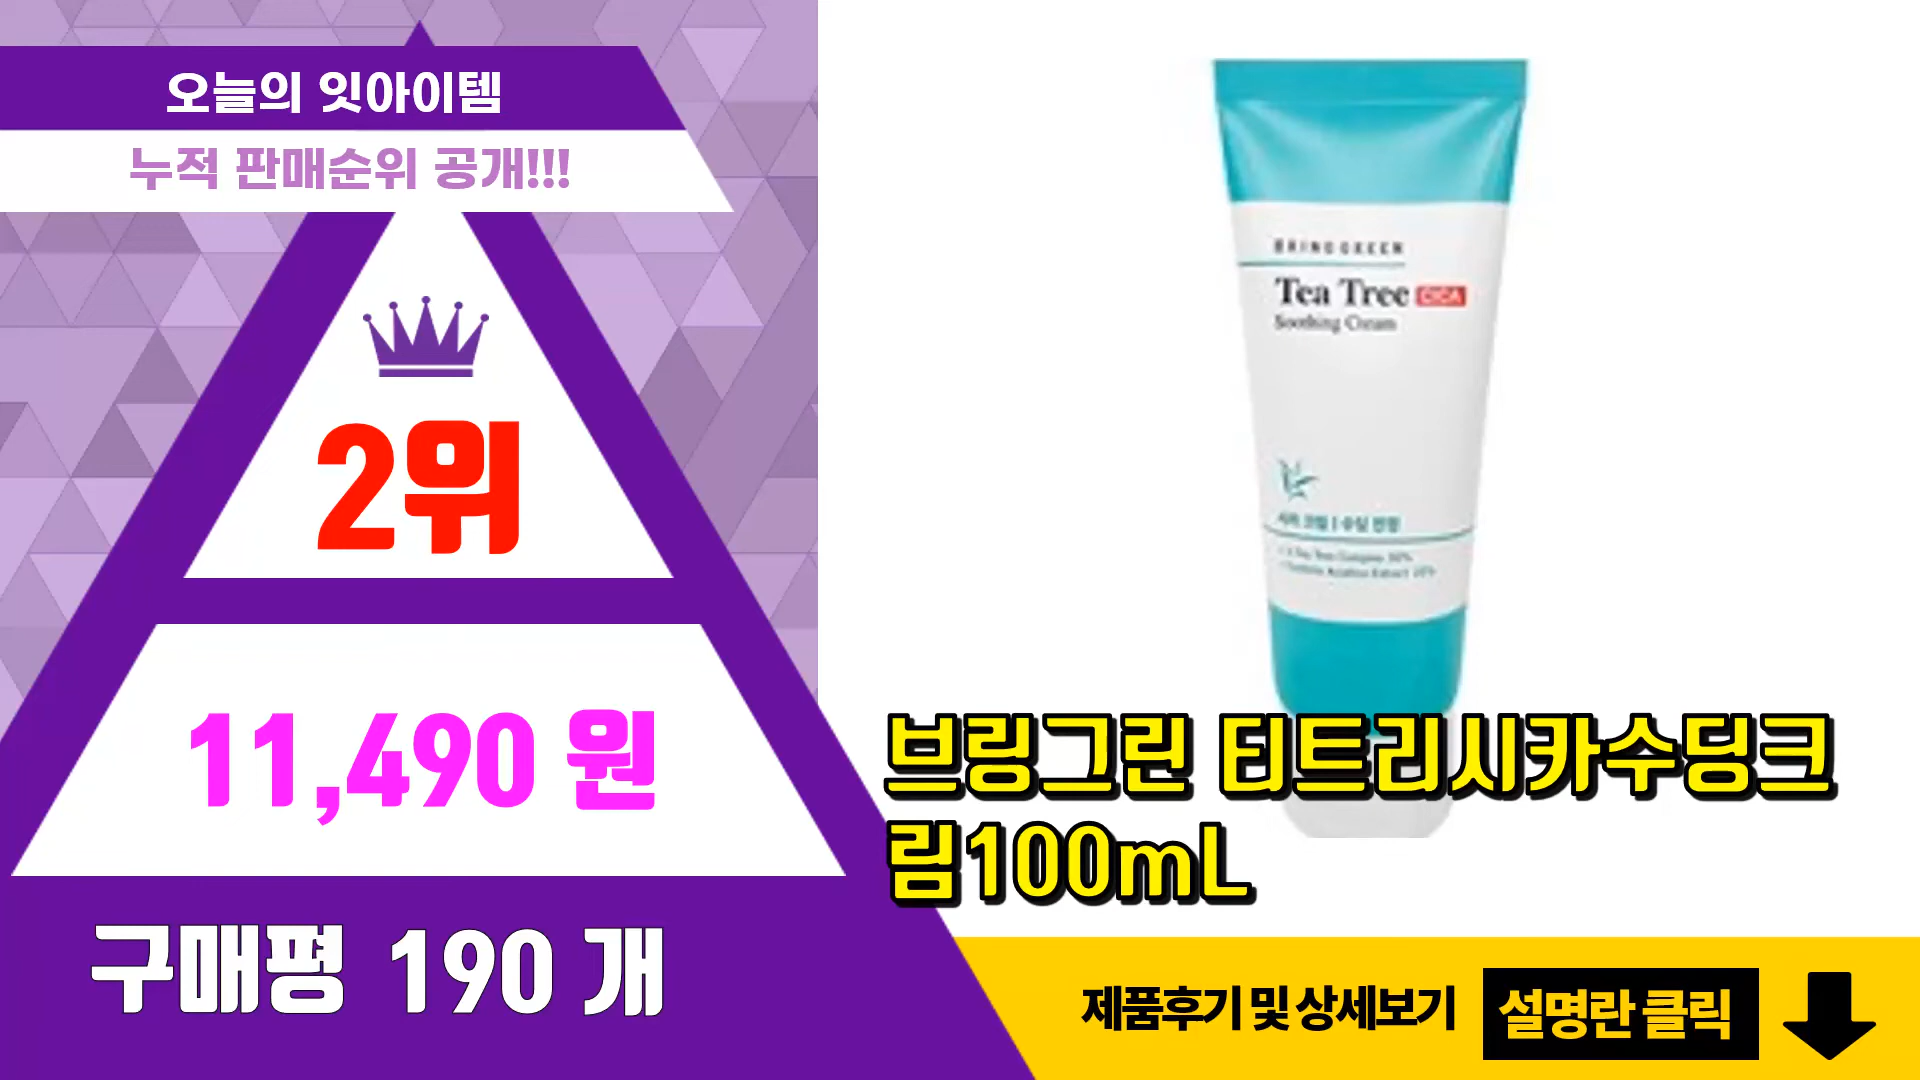 오늘의 잇아이템
누적 판매순위 공개!!!
2위
11,490 원
구매평 190 개
BRING GREEN
Tea Tree CICA
Soothing Cream
브링그린 티트리시카수딩크
림100mL
제품후기 및 상세보기
설명란 클릭